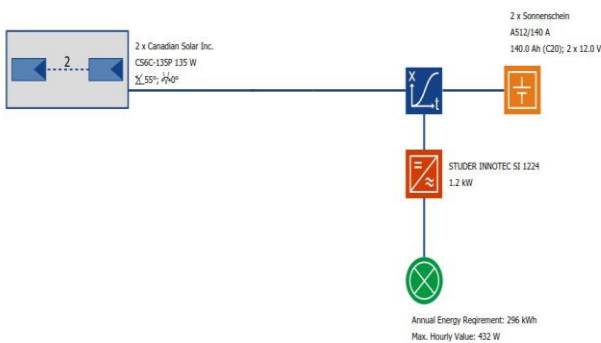 2
2 x Canadian Solar Inc.
CS6C-135P 135 W
55°; 0°
X
t
2 x Sonnenschein
A512/140 A
140.0 Ah (C20); 2 x 12.0 V
STUDER INNOTEC SI 1224
1.2 kW
Annual Energy Reqirement: 296 kWh
Max. Hourly Value: 432 W